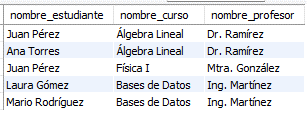 nombre_estudiante nombre_curso nombre_profesor
Juan Pérez Álgebra Lineal Dr. Ramírez
Ana Torres Álgebra Lineal Dr. Ramírez
Juan Pérez Física I Mtra. González
Laura Gómez Bases de Datos Ing. Martínez
Mario Rodríguez Bases de Datos Ing. Martínez